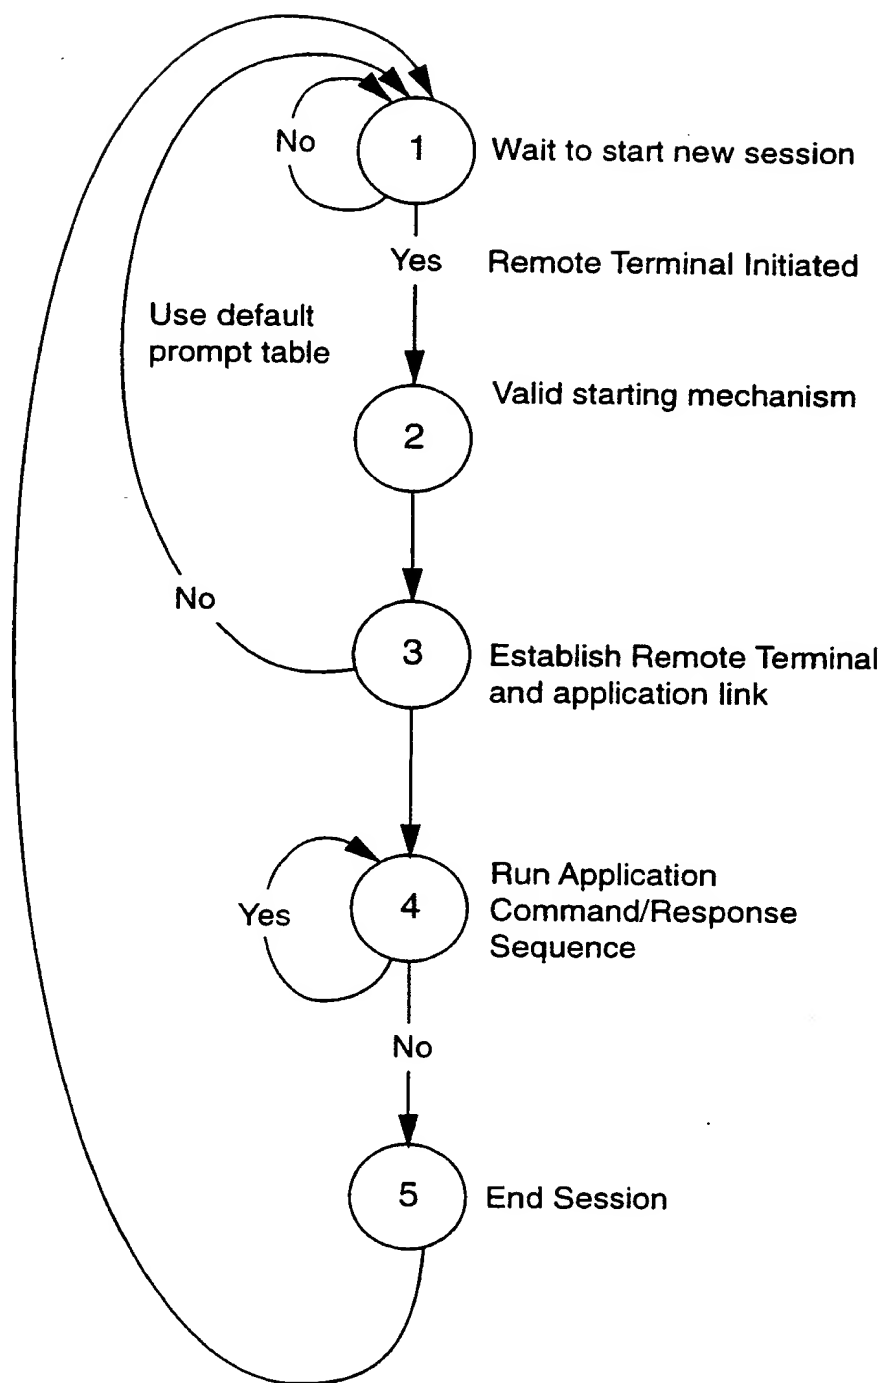 No
1
Wait to start new session
Yes
Remote Terminal Initiated
Use default
prompt table
Valid starting mechanism
2
No
3
Establish Remote Terminal
and application link
Yes
4
Run Application
Command/Response
Sequence
No
5
End Session